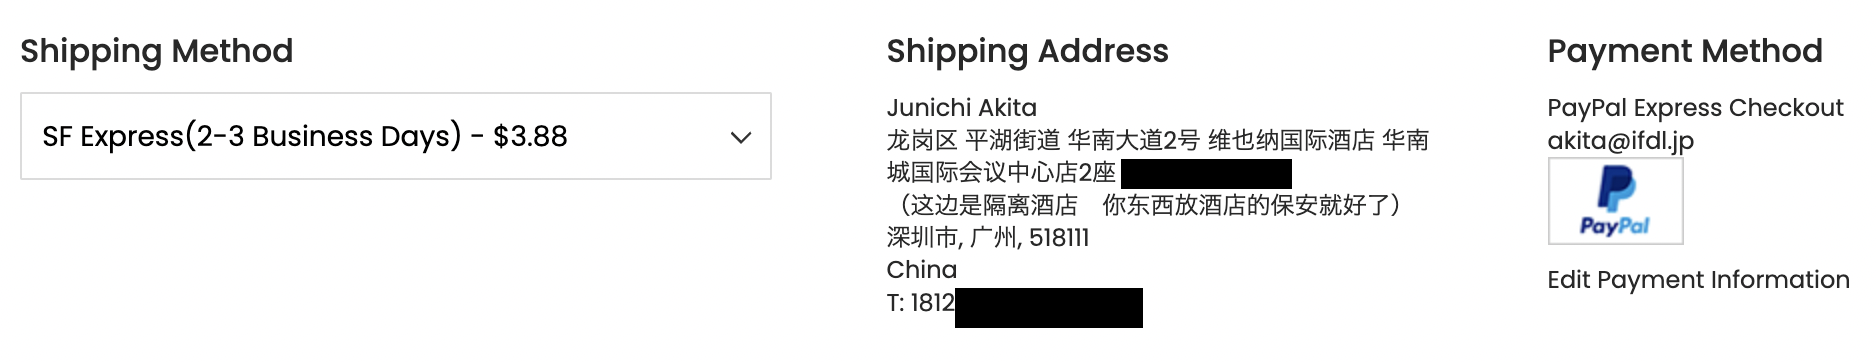 Shipping Method
SF Express(2-3 Business Days) - $3.88
Shipping Address
Junichi Akita
龙岗区 平湖街道 华南大道2号 维也纳国际酒店 华南
城国际会议中心店2座
（这边是隔离酒店　你东西放酒店的保安就好了）
深圳市, 广州, 518111
China
T: 1812
Payment Method
PayPal Express Checkout
akita@ifdl.jp
PayPal
Edit Payment Information